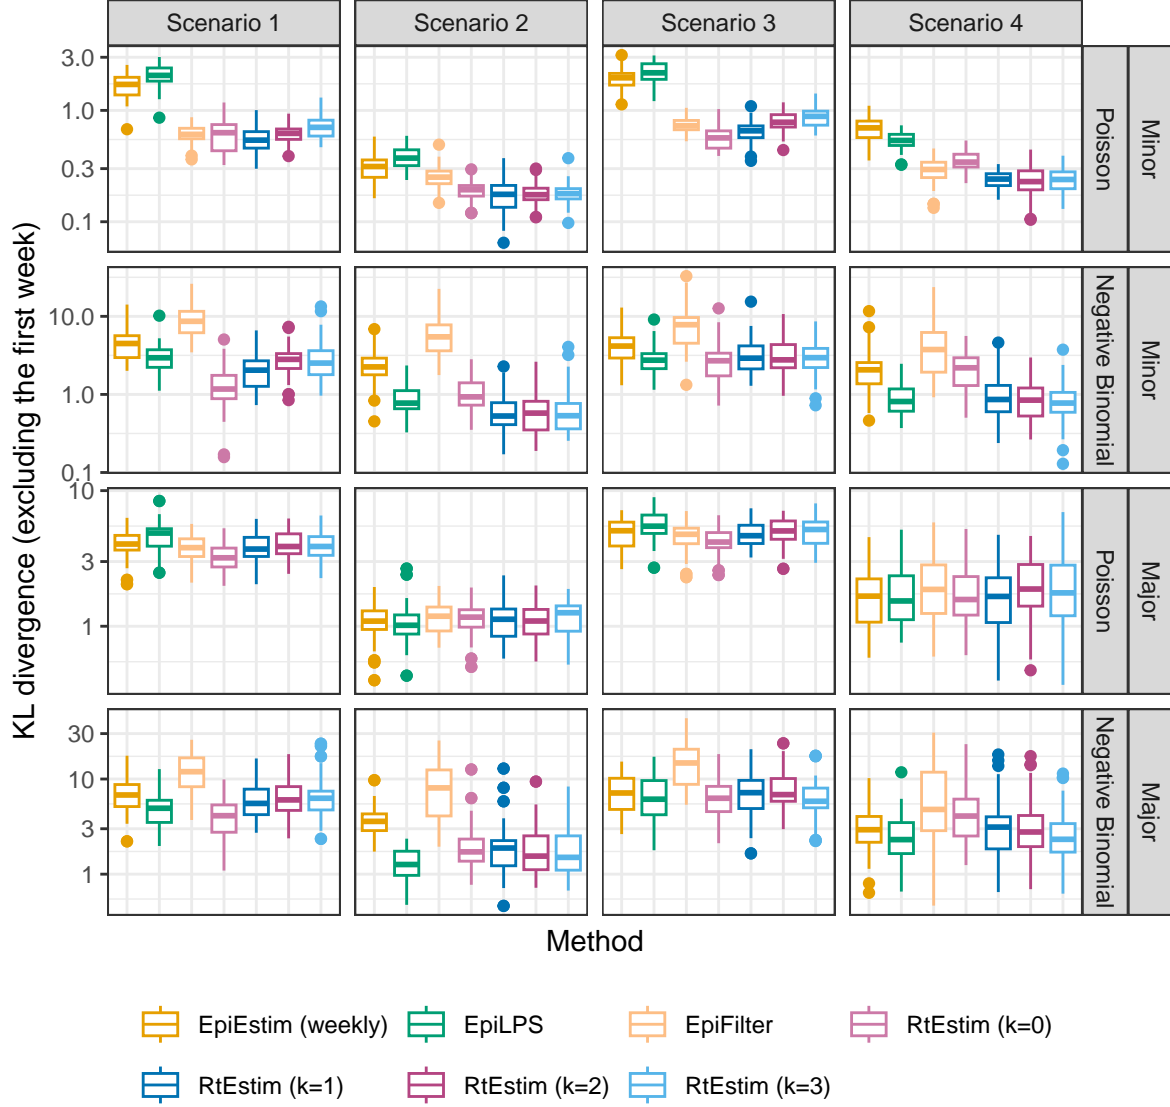 Scenario 1 Scenario 2 Scenario 3 Scenario 4
KL divergence (excluding the first week)
3.0
1.0
0.3
0.1
Poisson
Minor
10.0
1.0
0.1
Negative Binomial
Minor
10
3
1
Poisson
Major
30
10
3
1
Negative Binomial
Major
Method
EpiEstim (weekly) EpiLPS EpiFilter RtEstim (k=0)
RtEstim (k=1) RtEstim (k=2) RtEstim (k=3)